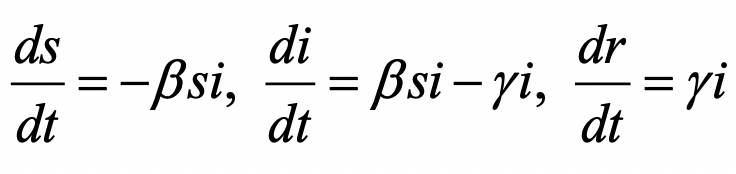 ds/dt = −βsi, di/dt = βsi − γi, dr/dt = γi